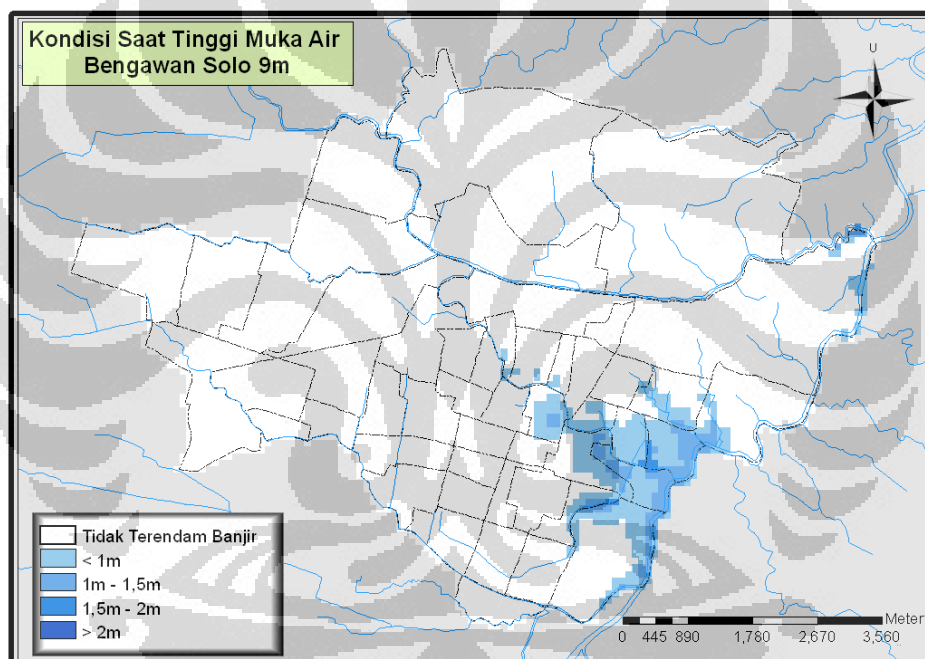 Kondisi Saat Tinggi Muka Air
Bengawan Solo 9m
U
Tidak Terendam Banjir
< 1m
1m - 1,5m
1,5m - 2m
> 2m
Meter
0 445 890 1,780 2,670 3,560